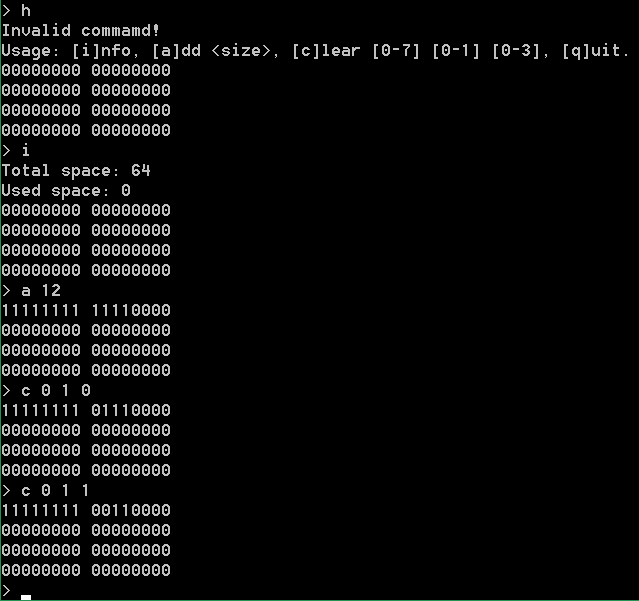 > h
Invalid commamd!
Usage: [i]nfo, [a]dd <size>, [c]lear [0-7] [0-1] [0-3], [q]uit.
00000000 00000000
00000000 00000000
00000000 00000000
00000000 00000000
> i
Total space: 64
Used space: 0
00000000 00000000
00000000 00000000
00000000 00000000
00000000 00000000
> a 12
11111111 11110000
00000000 00000000
00000000 00000000
00000000 00000000
> c 0 1 0
11111111 01110000
00000000 00000000
00000000 00000000
00000000 00000000
> c 0 1 1
11111111 00110000
00000000 00000000
00000000 00000000
00000000 00000000
> _